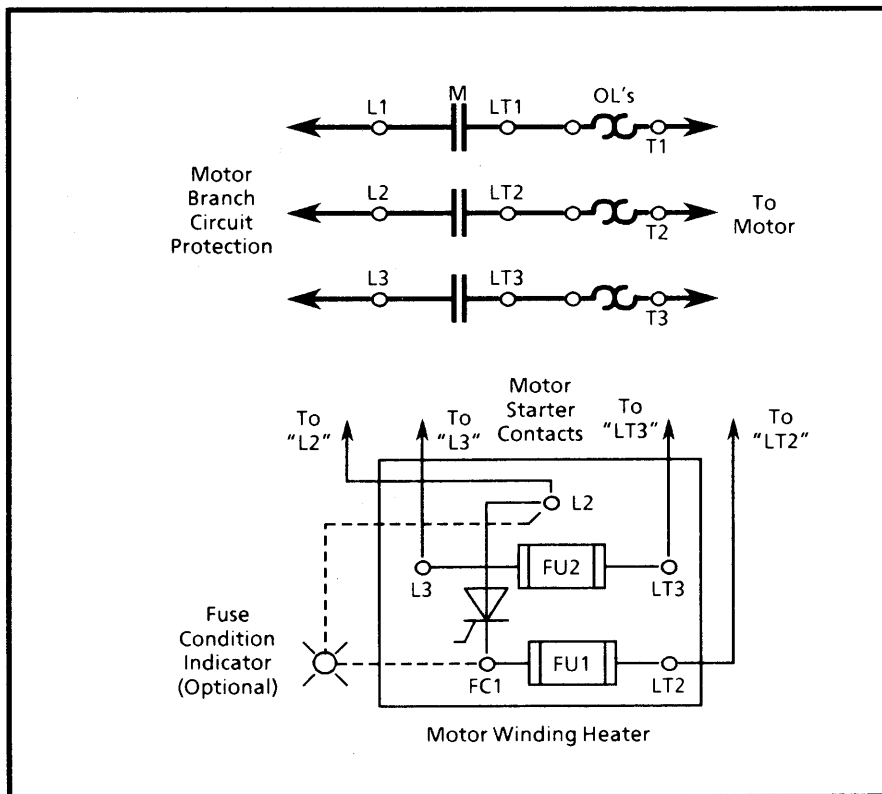 M
OL's
L1
LT1
T1
Motor
Branch
Circuit
Protection
L2
LT2
T2
To
Motor
L3
LT3
T3
Motor
Starter
Contacts
To
"L2"
To
"L3"
To
"LT3"
To
"LT2"
L2
L3
FU2
LT3
Fuse
Condition
Indicator
(Optional)
FC1
FU1
LT2
Motor Winding Heater